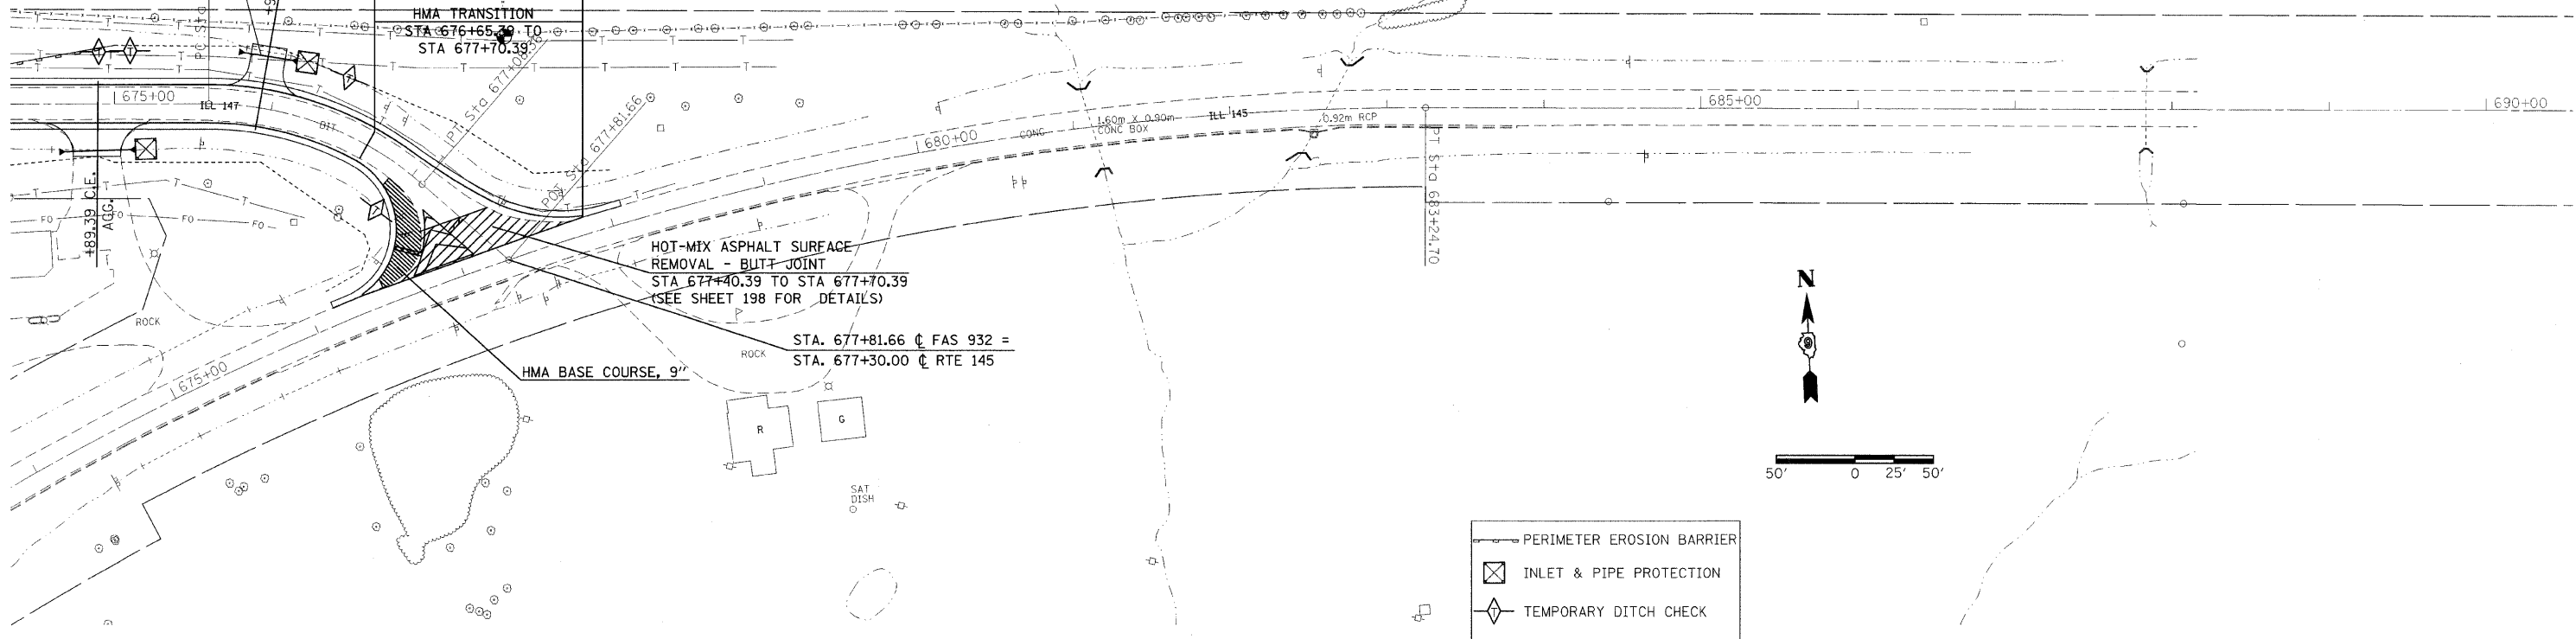 HMA TRANSITION
STA 676+65.39 TO
STA 677+70.39
675+00
ILL 147
DIT
PT Sta 677+08
POT Sta 677+81.66
+89.39 C.E.
AGG.
FO
FO
FO
FO
ROCK
675+00
HOT-MIX ASPHALT SURFACE
REMOVAL - BUTT JOINT
STA 677+40.39 TO STA 677+70.39
(SEE SHEET 198 FOR DETAILS)
STA. 677+81.66 ℄ FAS 932 =
STA. 677+30.00 ℄ RTE 145
HMA BASE COURSE, 9"
ROCK
R
G
SAT
DISH
680+00
CONC
1.60m X 0.90m
CONC BOX
ILL 145
0.92m RCP
PT Sta 683+24.70
685+00
690+00
N
50' 0 25' 50'
PERIMETER EROSION BARRIER
INLET & PIPE PROTECTION
TEMPORARY DITCH CHECK